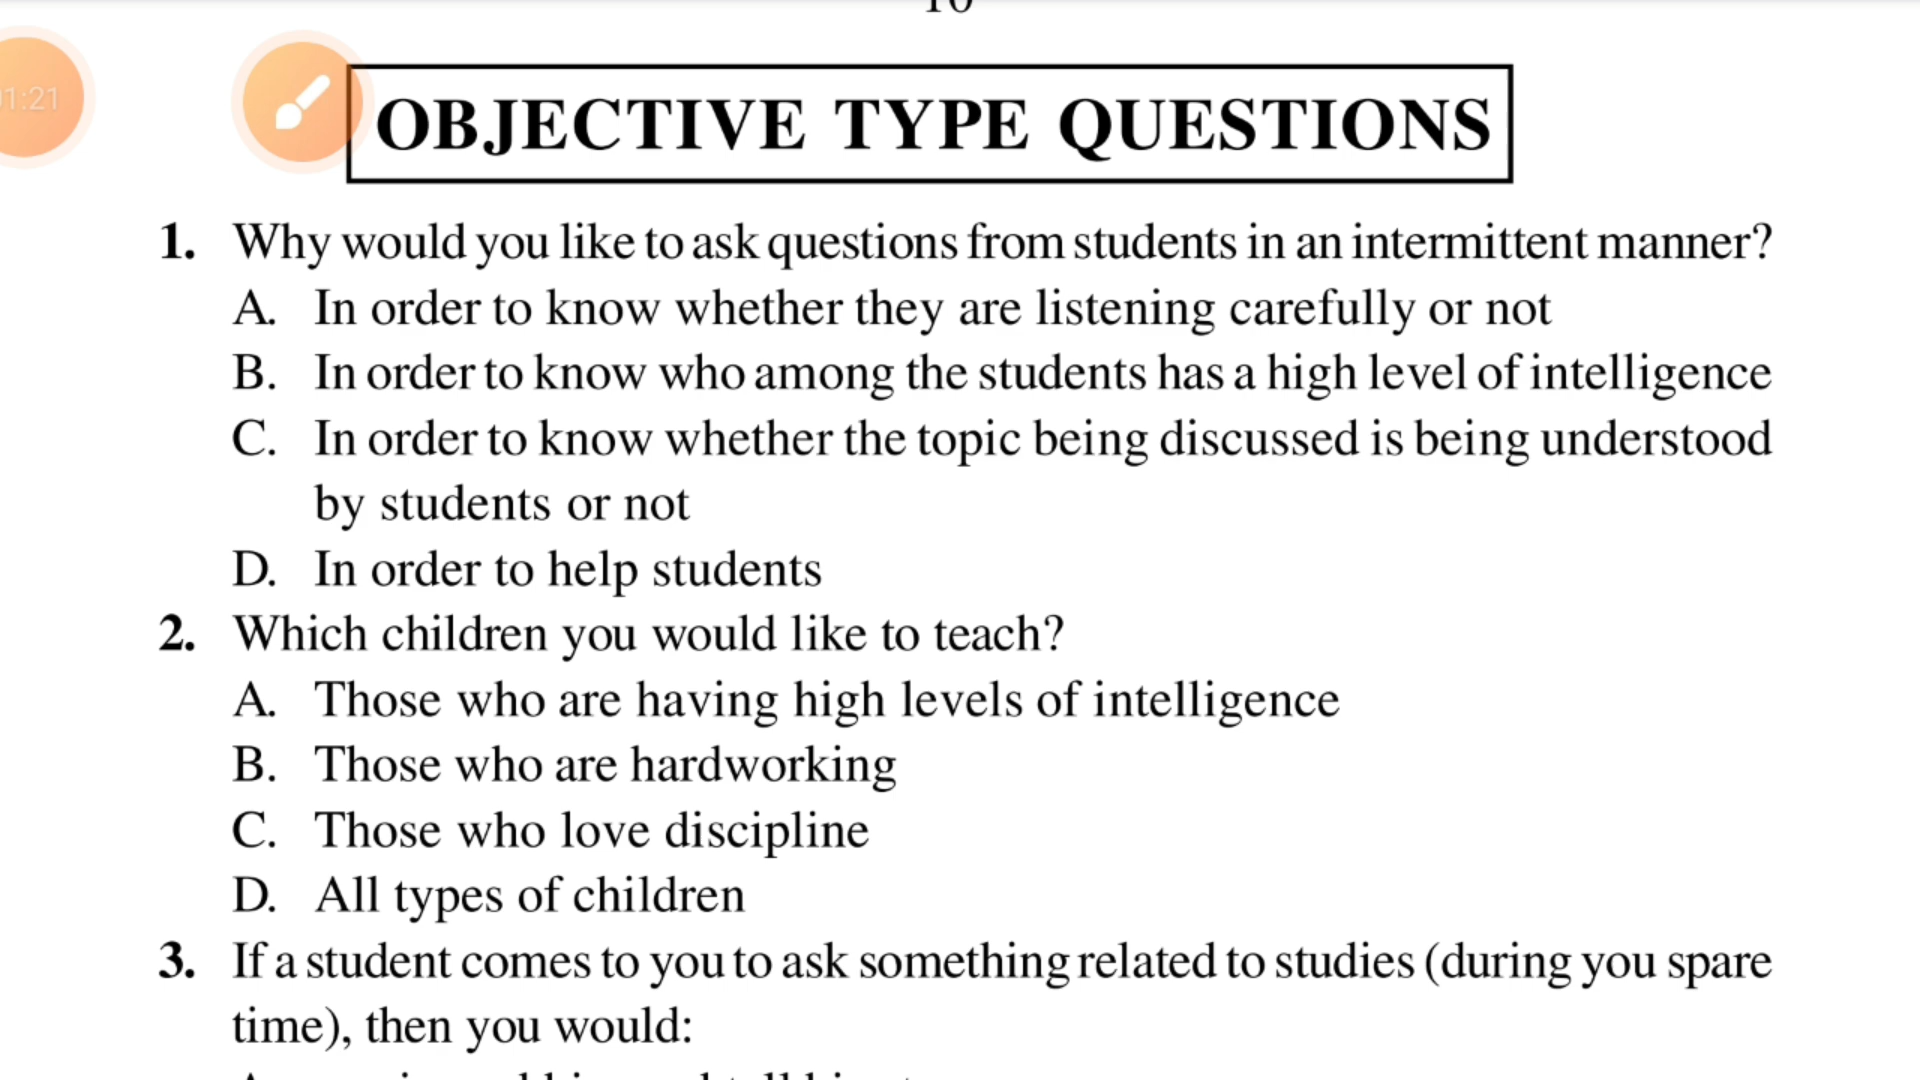 10
01:21
OBJECTIVE TYPE QUESTIONS
1. Why would you like to ask questions from students in an intermittent manner?
A. In order to know whether they are listening carefully or not
B. In order to know who among the students has a high level of intelligence
C. In order to know whether the topic being discussed is being understood
by students or not
D. In order to help students
2. Which children you would like to teach?
A. Those who are having high levels of intelligence
B. Those who are hardworking
C. Those who love discipline
D. All types of children
3. If a student comes to you to ask something related to studies (during you spare
time), then you would: